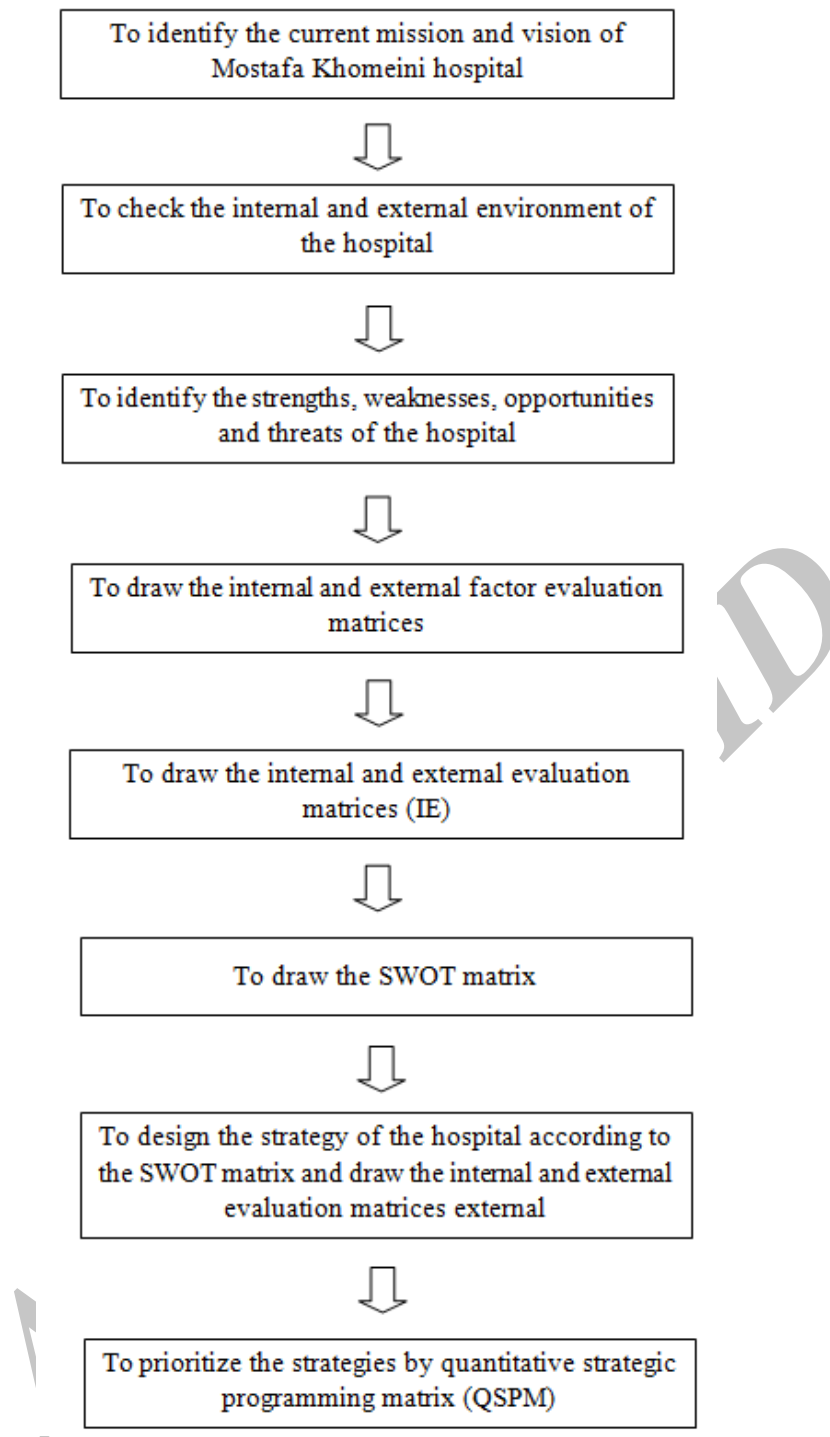 To identify the current mission and vision of
Mostafa Khomeini hospital
To check the internal and external environment of
the hospital
To identify the strengths, weaknesses, opportunities
and threats of the hospital
To draw the internal and external factor evaluation
matrices
To draw the internal and external evaluation
matrices (IE)
To draw the SWOT matrix
To design the strategy of the hospital according to
the SWOT matrix and draw the internal and external
evaluation matrices external
To prioritize the strategies by quantitative strategic
programming matrix (QSPM)